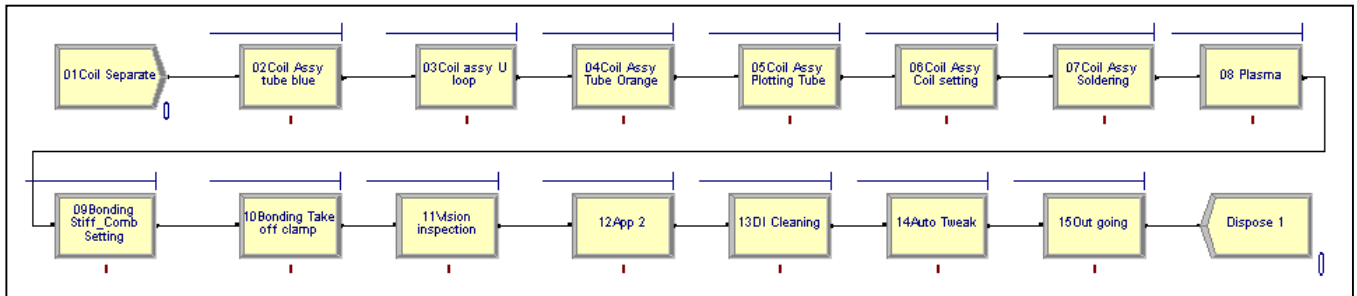 01Coil Separate
02Coil Assy
tube blue
03Coil assy U
loop
04Coil Assy
Tube Orange
05Coil Assy
Plotting Tube
06Coil Assy
Coil setting
07Coil Assy
Soldering
08 Plasma
0
09Bonding
Stiff_Comb
Setting
10Bonding Take
off clamp
11Vision
inspection
12App 2
13DI Cleaning
14Auto Tweak
15Out going
Dispose 1
0